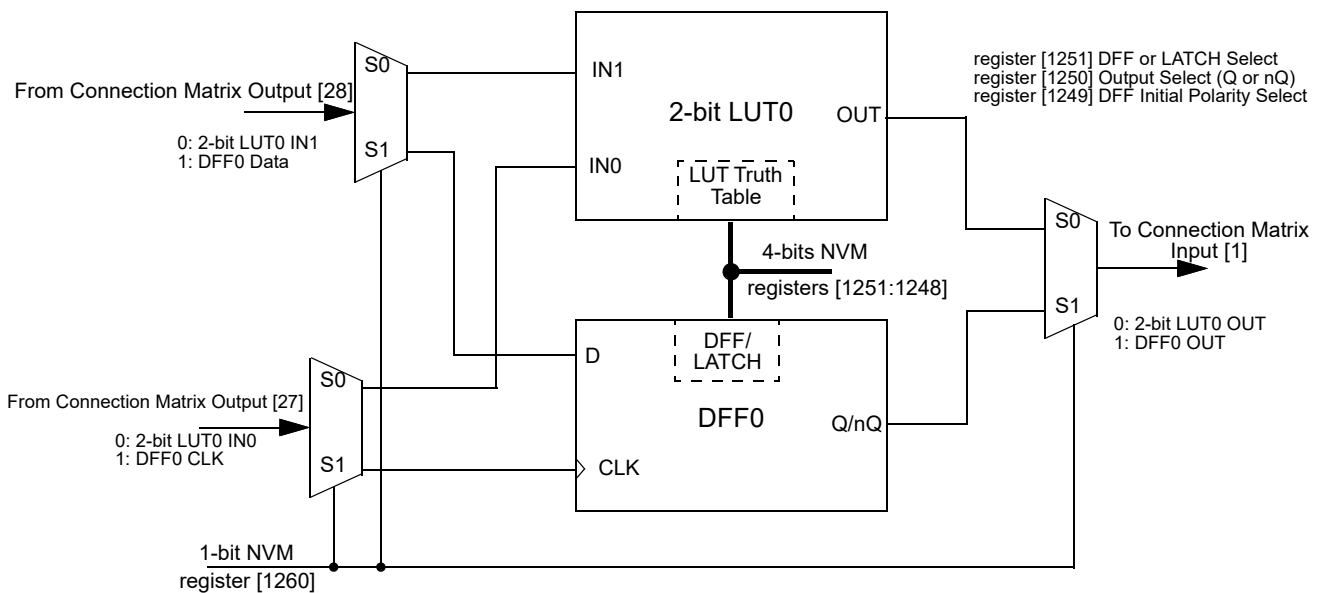 S0
IN1
register [1251] DFF or LATCH Select
register [1250] Output Select (Q or nQ)
register [1249] DFF Initial Polarity Select
From Connection Matrix Output [28]
2-bit LUT0
OUT
0: 2-bit LUT0 IN1
1: DFF0 Data
S1
IN0
LUT Truth
Table
S0
To Connection Matrix
Input [1]
4-bits NVM
registers [1251:1248]
S1
0: 2-bit LUT0 OUT
1: DFF0 OUT
DFF/
LATCH
D
S0
From Connection Matrix Output [27]
DFF0
Q/nQ
0: 2-bit LUT0 IN0
1: DFF0 CLK
S1
CLK
1-bit NVM
register [1260]